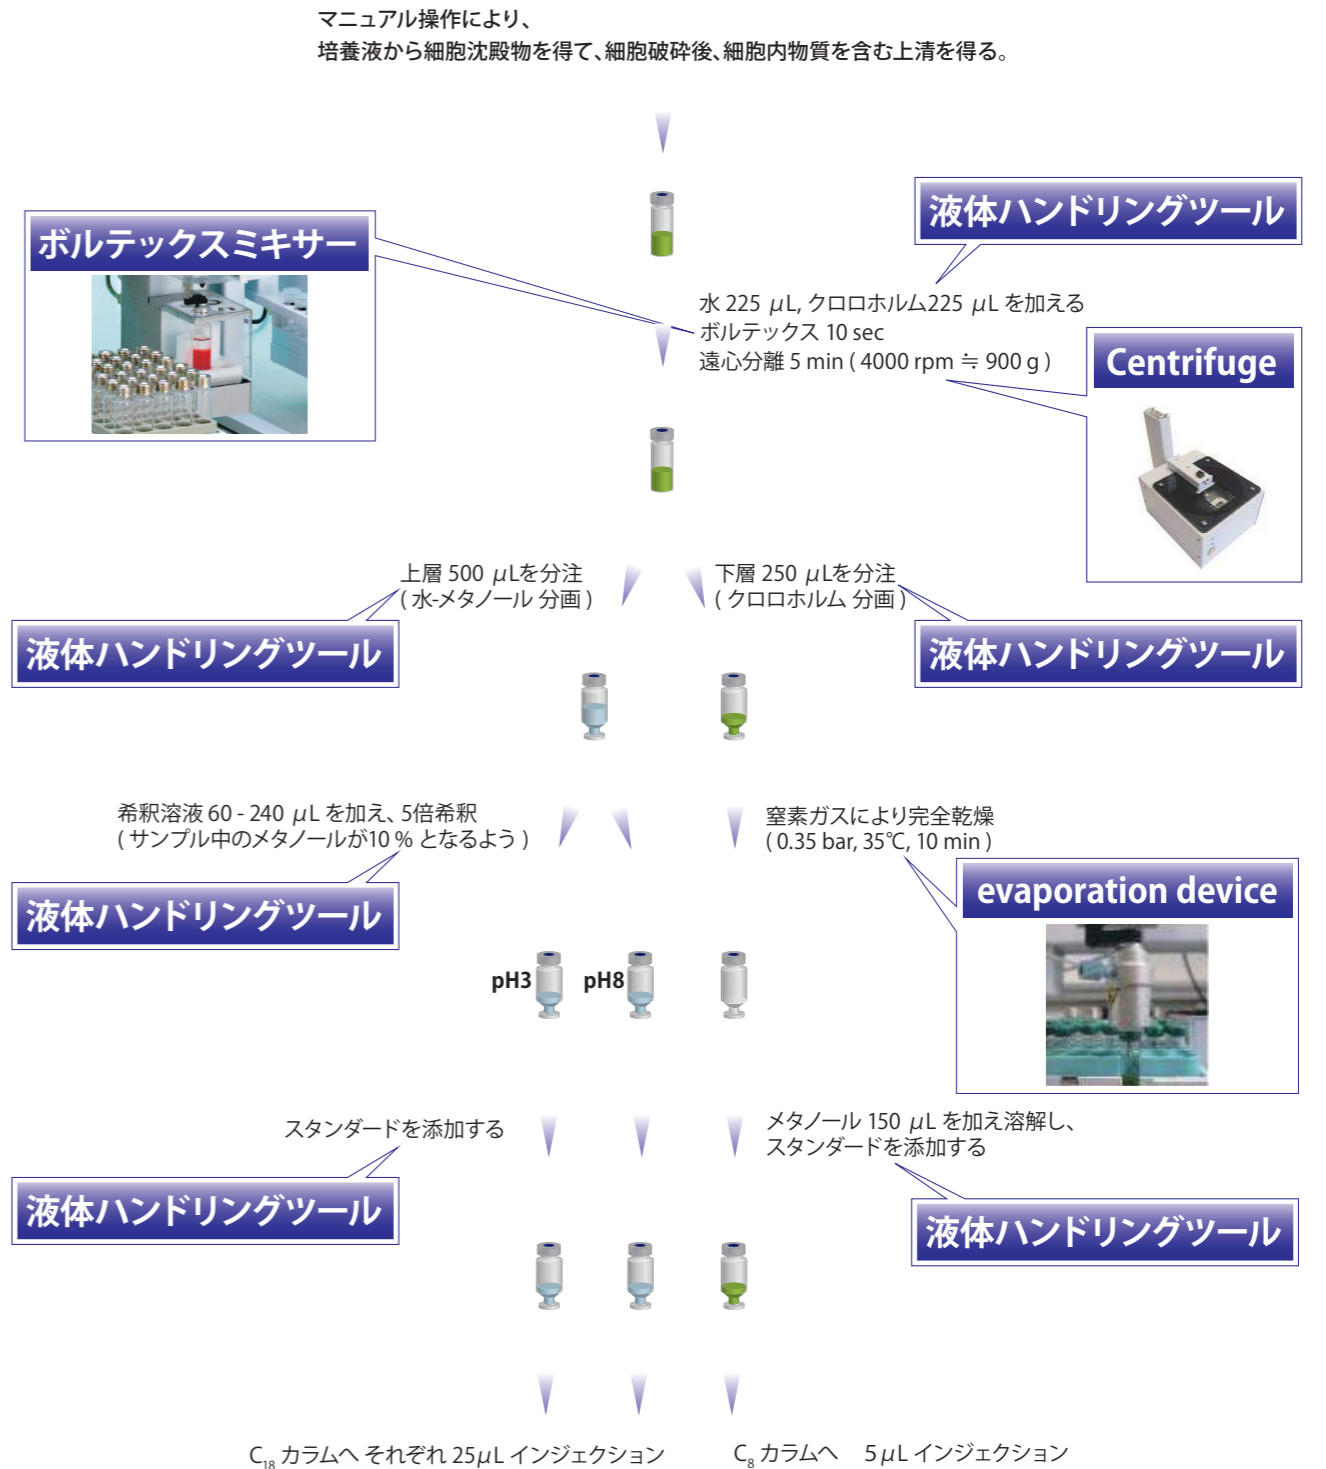 マニュアル操作により、
培養液から細胞沈殿物を得て、細胞破砕後、細胞内物質を含む上清を得る。
液体ハンドリングツール
ボルテックスミキサー
水 225 μL, クロロホルム225 μL を加える
ボルテックス 10 sec
遠心分離 5 min ( 4000 rpm ≒ 900 g )
Centrifuge
上層 500 μLを分注
( 水-メタノール 分画 )
下層 250 μLを分注
( クロロホルム 分画 )
液体ハンドリングツール
液体ハンドリングツール
希釈溶液 60 - 240 μL を加え、5倍希釈
( サンプル中のメタノールが10 % となるよう )
窒素ガスにより完全乾燥
( 0.35 bar, 35℃, 10 min )
液体ハンドリングツール
evaporation device
pH3
pH8
スタンダードを添加する
メタノール 150 μL を加え溶解し、
スタンダードを添加する
液体ハンドリングツール
液体ハンドリングツール
C₁₈ カラムへ それぞれ 25μL インジェクション
C₈ カラムへ 5μL インジェクション